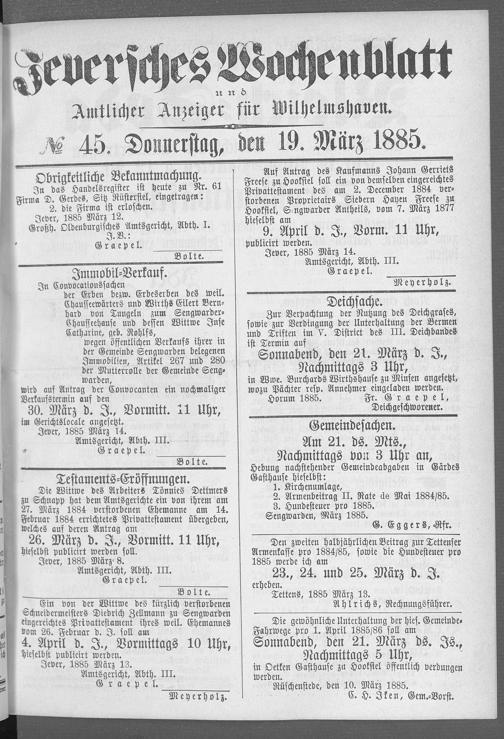 Jeversches Wochenblatt
und
Amtlicher Anzeiger für Wilhelmshaven.
№ 45. Donnerstag, den 19. März 1885.
Obrigkeitliche Bekanntmachung.
In das Handelsregister ist heute zu Nr. 61
Firma D. Gerdes, Sitz Rüstersiel, eingetragen:
2. die Firma ist erloschen.
Jever, 1885 März 12.
Großh. Oldenburgisches Amtsgericht, Abth. I.
J. V.:
Graepel.
Bolte.
Immobil-Verkauf.
In Convocationssachen
der Erben bezw. Erbeserben des weil.
Chausseewärters und Wirths Eilert Bern-
hard von Tungeln zum Sengwarder-
Chausseehause und dessen Wittwe Inse
Catharine, geb. Rohlfs,
wegen öffentlichen Verkaufs ihrer in
der Gemeinde Sengwarden belegenen
Immobilien, Artikel 267 und 280
der Mutterrolle der Gemeinde Seng-
warden,
wird auf Antrag der Convocanten ein nochmaliger
Verkaufstermin auf den
30. März d. J., Vormitt. 11 Uhr,
im Gerichtslocale angesetzt.
Jever, 1885 März 14.
Amtsgericht, Abth. III.
Graepel.
Bolte.
Testaments-Eröffnungen.
Die Wittwe des Arbeiters Tönnies Dettmers
zu Schnapp hat dem Amtsgerichte ein von ihrem am
27. März 1884 verstorbenen Ehemanne am 14.
Februar 1884 errichtetes Privattestament übergeben,
welches auf deren Antrag am
26. März d. J., Vormitt. 11 Uhr,
hieselbst publicirt werden soll.
Jever, 1885 März 8.
Amtsgericht, Abth. III.
Graepel.
Bolte.
Ein von der Wittwe des kürzlich verstorbenen
Schneidermeisters Diedrich Zellmann zu Sengwarden
eingereichtes Privattestament ihres weil. Ehemannes
vom 26. Februar d. J. soll am
4. April d. J., Vormittags 10 Uhr,
hieselbst publicirt werden.
Jever, 1885 März 13.
Amtsgericht, Abth. III.
Graepel.
Meyerholz.
Auf Antrag des Kaufmanns Johann Gerriets
Freese zu Hooksiel soll ein von demselben eingereichtes
Privattestament des am 2. December 1884 ver-
storbenen Proprietairs Siedern Hayen Freese zu
Hooksiel, Sengwarder Antheils, vom 7. März 1877
hieselbst am
9. April d. J., Vorm. 11 Uhr,
publicirt werden.
Jever, 1885 März 14.
Amtsgericht, Abth. III.
Graepel.
Meyerholz.
Deichsache.
Zur Verpachtung der Nutzung des Deichgrases,
sowie zur Verdingung der Unterhaltung der Bermen
und Triften im V. District des III. Deichbandes
ist Termin auf
Sonnabend, den 21. März d. J.,
Nachmittags 3 Uhr,
in Wwe. Burchards Wirthshause zu Minsen angesetzt,
wozu Pächter resp. Annehmer eingeladen werden.
Horum 1885. Fr. Graepel,
Deichgeschworener.
Gemeindesachen.
Am 21. ds. Mts.,
Nachmittags von 3 Uhr an,
Hebung nachstehender Gemeindeabgaben in Gärdes
Gasthause hieselbst:
1. Kirchenumlage,
2. Armenbeitrag II. Rate de Mai 1884/85.
3. Hundesteuer pro 1885.
Sengwarden, März 1885.
G. Eggers, Rfr.
Den zweiten halbjährlichen Beitrag zur Tettenser
Armenkasse pro 1884/85, sowie die Hundesteuer pro
1885 werde ich am
23., 24. und 25. März d. J.
erheben.
Tettens, 1885 März 13.
Ahlrichs, Rechnungsführer.
Die gewöhnliche Unterhaltung der hies. Gemeinde-
Fahrwege pro 1. April 1885/86 soll am
Sonnabend, den 21. März ds. Js.,
Nachmittags 5 Uhr,
in Oetken Gasthause zu Hooksiel öffentlich verdungen
werden.
Rüschenstede, den 10. März 1885.
C. H. Iken, Gem.-Vorst.